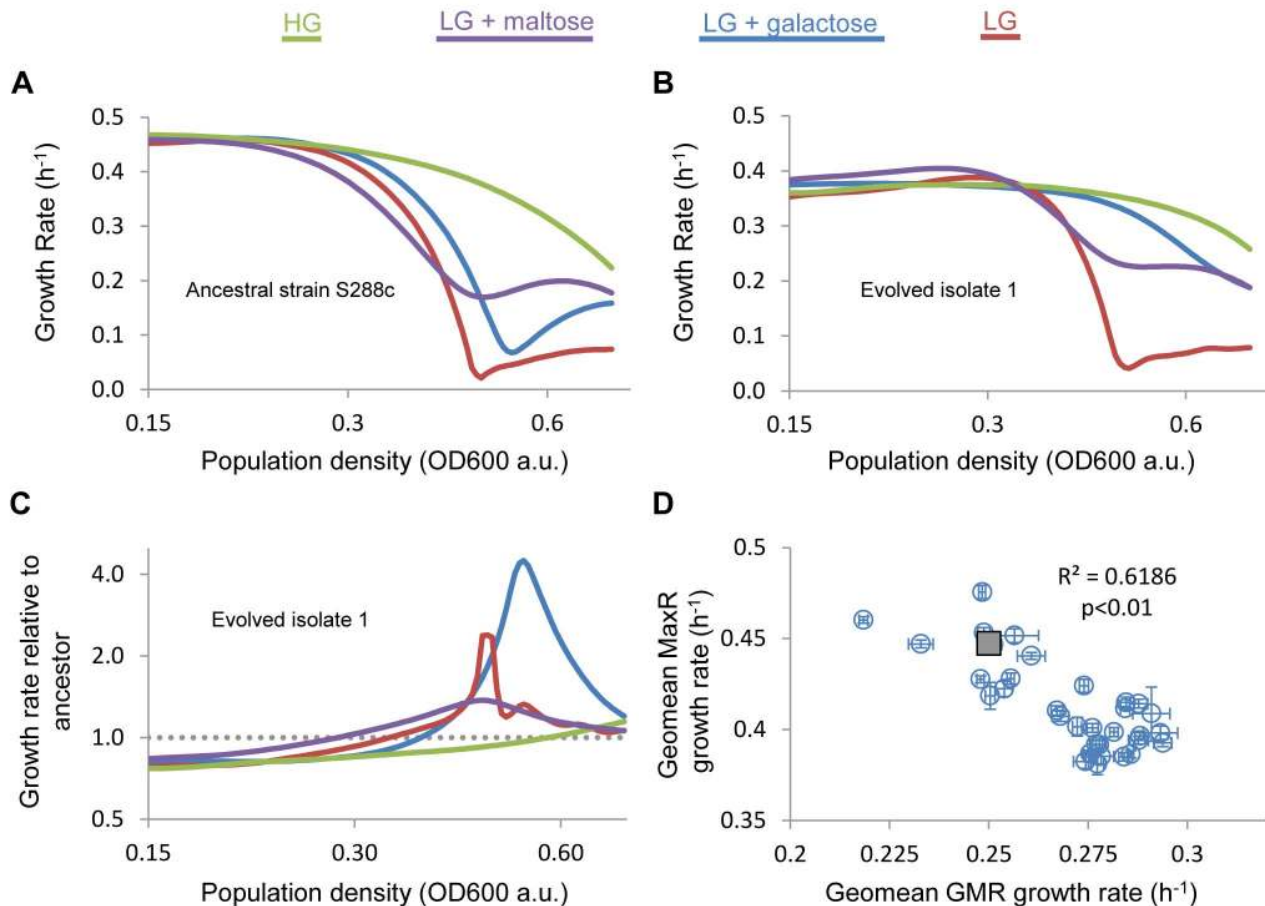 HG LG + maltose LG + galactose LG
A
Growth Rate (h⁻¹)
0.5
0.4
0.3
0.2
0.1
0.0
Ancestral strain S288c
0.15 0.3 0.6
Population density (OD600 a.u.)
B
Growth Rate (h⁻¹)
0.5
0.4
0.3
0.2
0.1
0.0
Evolved isolate 1
0.15 0.3 0.6
Population density (OD600 a.u.)
C
Growth rate relative to
ancestor
4.0
2.0
1.0
0.5
Evolved isolate 1
0.15 0.30 0.60
Population density (OD600 a.u.)
D
Geomean MaxR
growth rate (h⁻¹)
0.5
0.45
0.4
0.35
R² = 0.6186
p<0.01
0.2 0.225 0.25 0.275 0.3
Geomean GMR growth rate (h⁻¹)